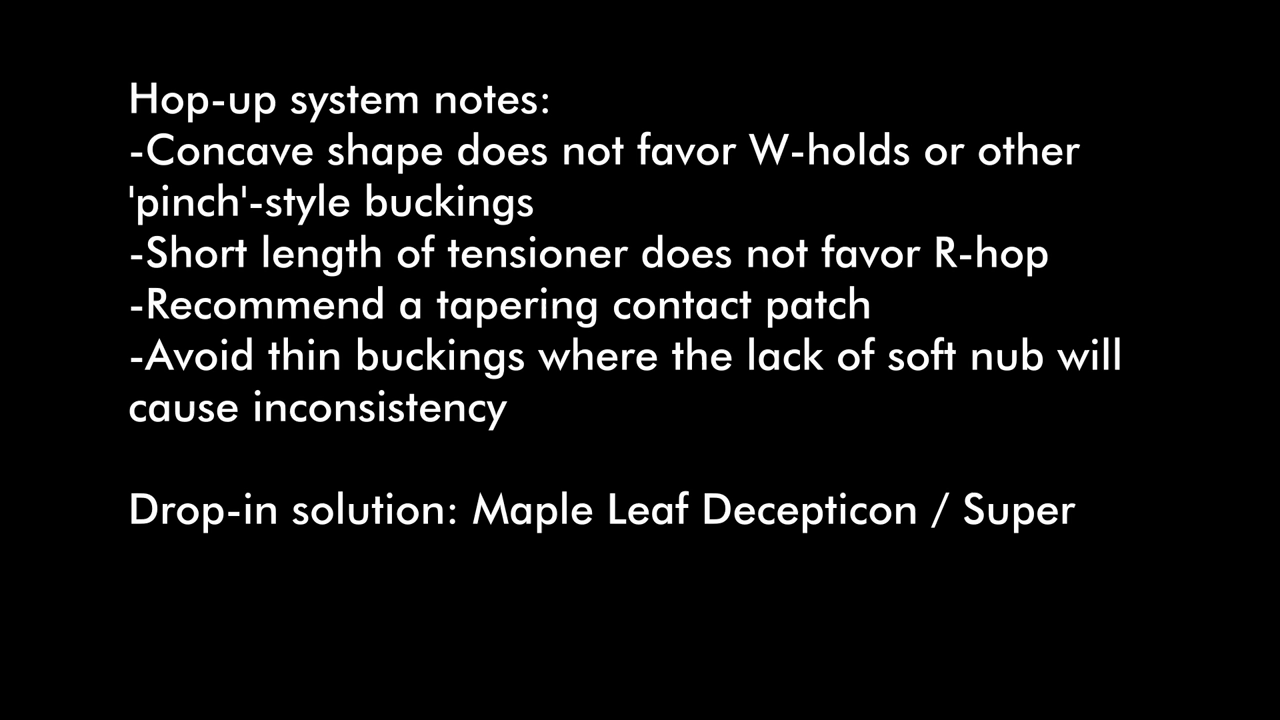 Hop-up system notes:
-Concave shape does not favor W-holds or other
'pinch'-style buckings
-Short length of tensioner does not favor R-hop
-Recommend a tapering contact patch
-Avoid thin buckings where the lack of soft nub will
cause inconsistency
Drop-in solution: Maple Leaf Decepticon / Super